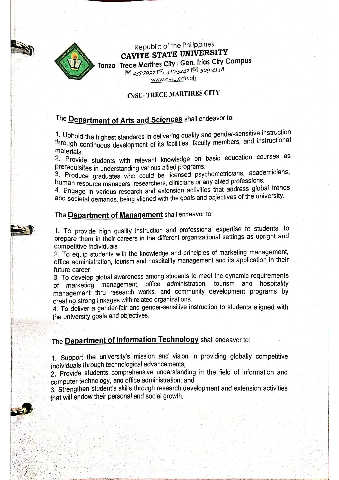 Republic of the Philippines
CAVITE STATE UNIVERSITY
Tanza - Trece Martires City - Gen. Trias City Campus
CvSU- TRECE MARTIRES CITY
The Department of Arts and Sciences shall endeavor to:
1. Uphold the highest standards in delivering quality and gender-sensitive instruction
through continuous development of its facilities, faculty members, and instructional
materials.
2. Provide students with relevant knowledge on basic education courses as
prerequisites in understanding various allied programs.
3. Produce graduates who could be licensed psychometricians, academicians,
human resource managers, researchers, clinicians or any allied professions.
4. Engage in various research and extension activities that address global trends
and societal demands, being aligned with the goals and objectives of the university.
The Department of Management shall endeavor to:
1. To provide high quality instruction and professional expertise to students, to
prepare them in their careers in the different organizational settings as upright and
competitive individuals
2. To equip students with the knowledge and principles of marketing management,
office administration, tourism and hospitality management and its application in their
future career.
3. To develop global awareness among students to meet the dynamic requirements
of marketing management, office administration, tourism and hospitality
management thru research works, and community development programs by
creating strong linkages with related organizations.
4. To deliver a gender-fair and gender-sensitive instruction to students aligned with
the university goals and objectives.
The Department of Information Technology shall endeavor to:
1. Support the university's mission and vision in providing globally competitive
individuals through technological advancements;
2. Provide students comprehensive understanding in the field of information and
computer technology, and office administration; and
3. Strengthen student's skills through research development and extension activities
that will endow their personal and social growth.